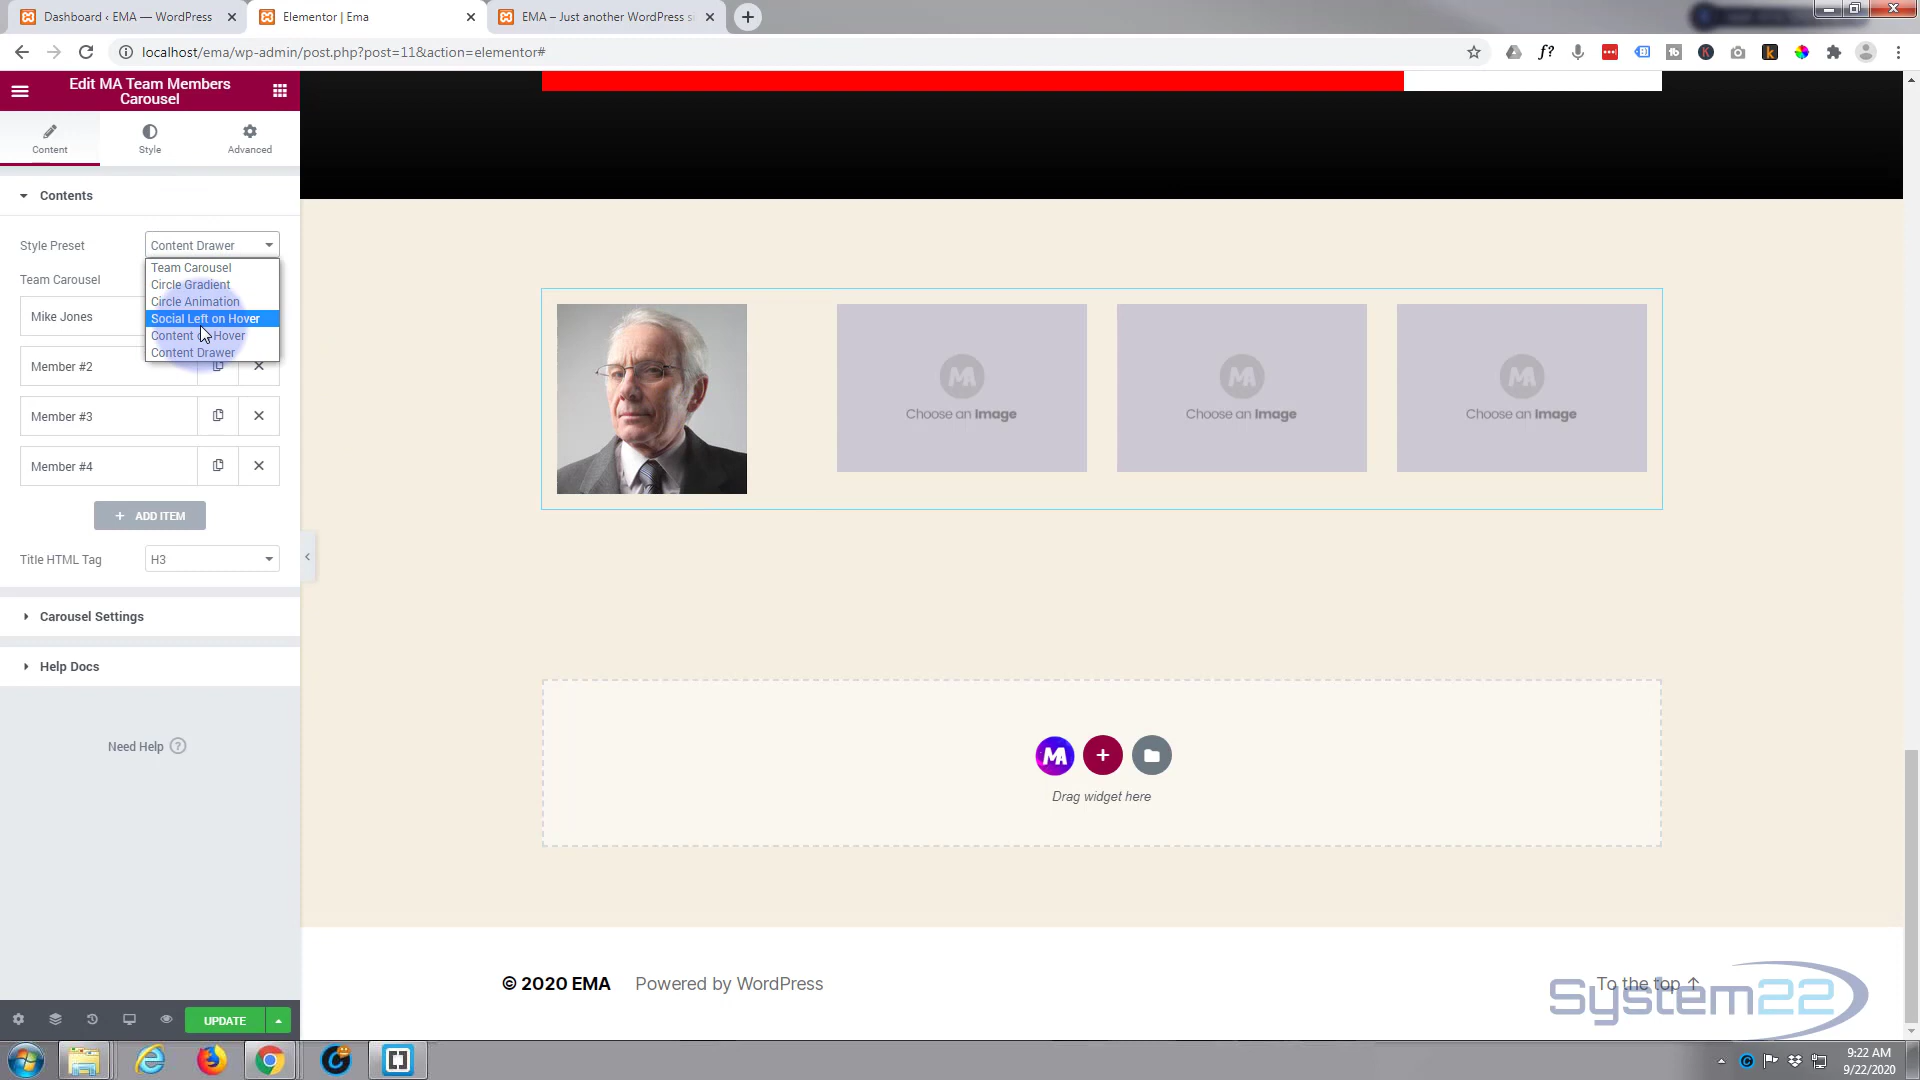 Dashboard ‹ EMA — WordPress
Elementor | Ema
EMA – Just another WordPress s
localhost/ema/wp-admin/post.php?post=11&action=elementor#
Edit MA Team Members
Carousel
Content
Style
Advanced
Contents
Style Preset
Content Drawer
Team Carousel
Circle Gradient
Circle Animation
Social Left on Hover
Content on Hover
Content Drawer
Team Carousel
Mike Jones
Member #2
Member #3
Member #4
+ ADD ITEM
Title HTML Tag
H3
Carousel Settings
Help Docs
Need Help ?
UPDATE
MA
Choose an Image
MA
Choose an Image
MA
Choose an Image
MA
Drag widget here
© 2020 EMA
Powered by WordPress
To the top ↑
System22
9:22 AM
9/22/2020